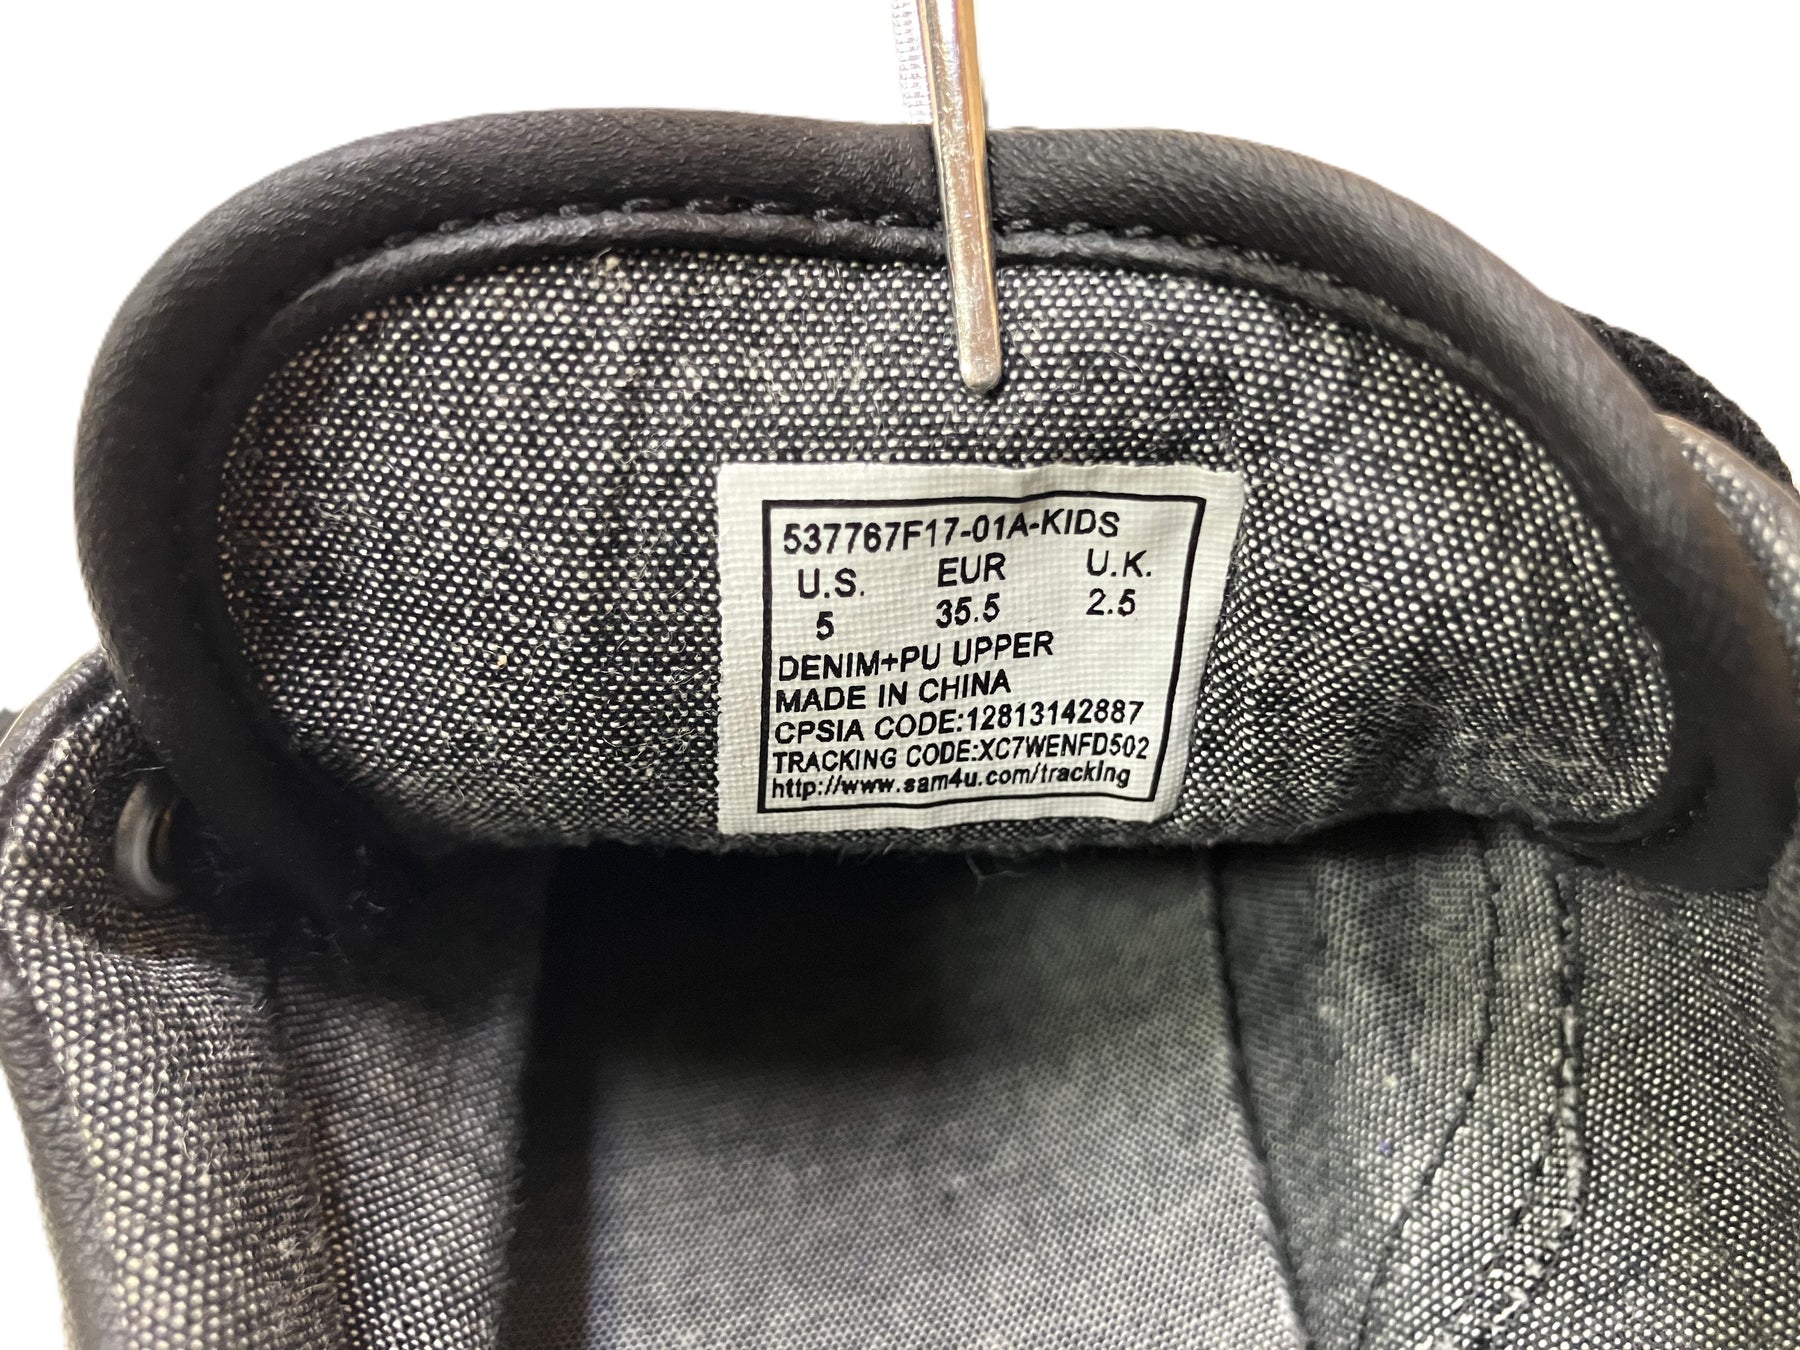 537767F17-01A-KIDS
U.S. EUR U.K.
5 35.5 2.5
DENIM+PU UPPER
MADE IN CHINA
CPSIA CODE:12813142887
TRACKING CODE:XC7WENFD502
http://www.sam4u.com/tracking